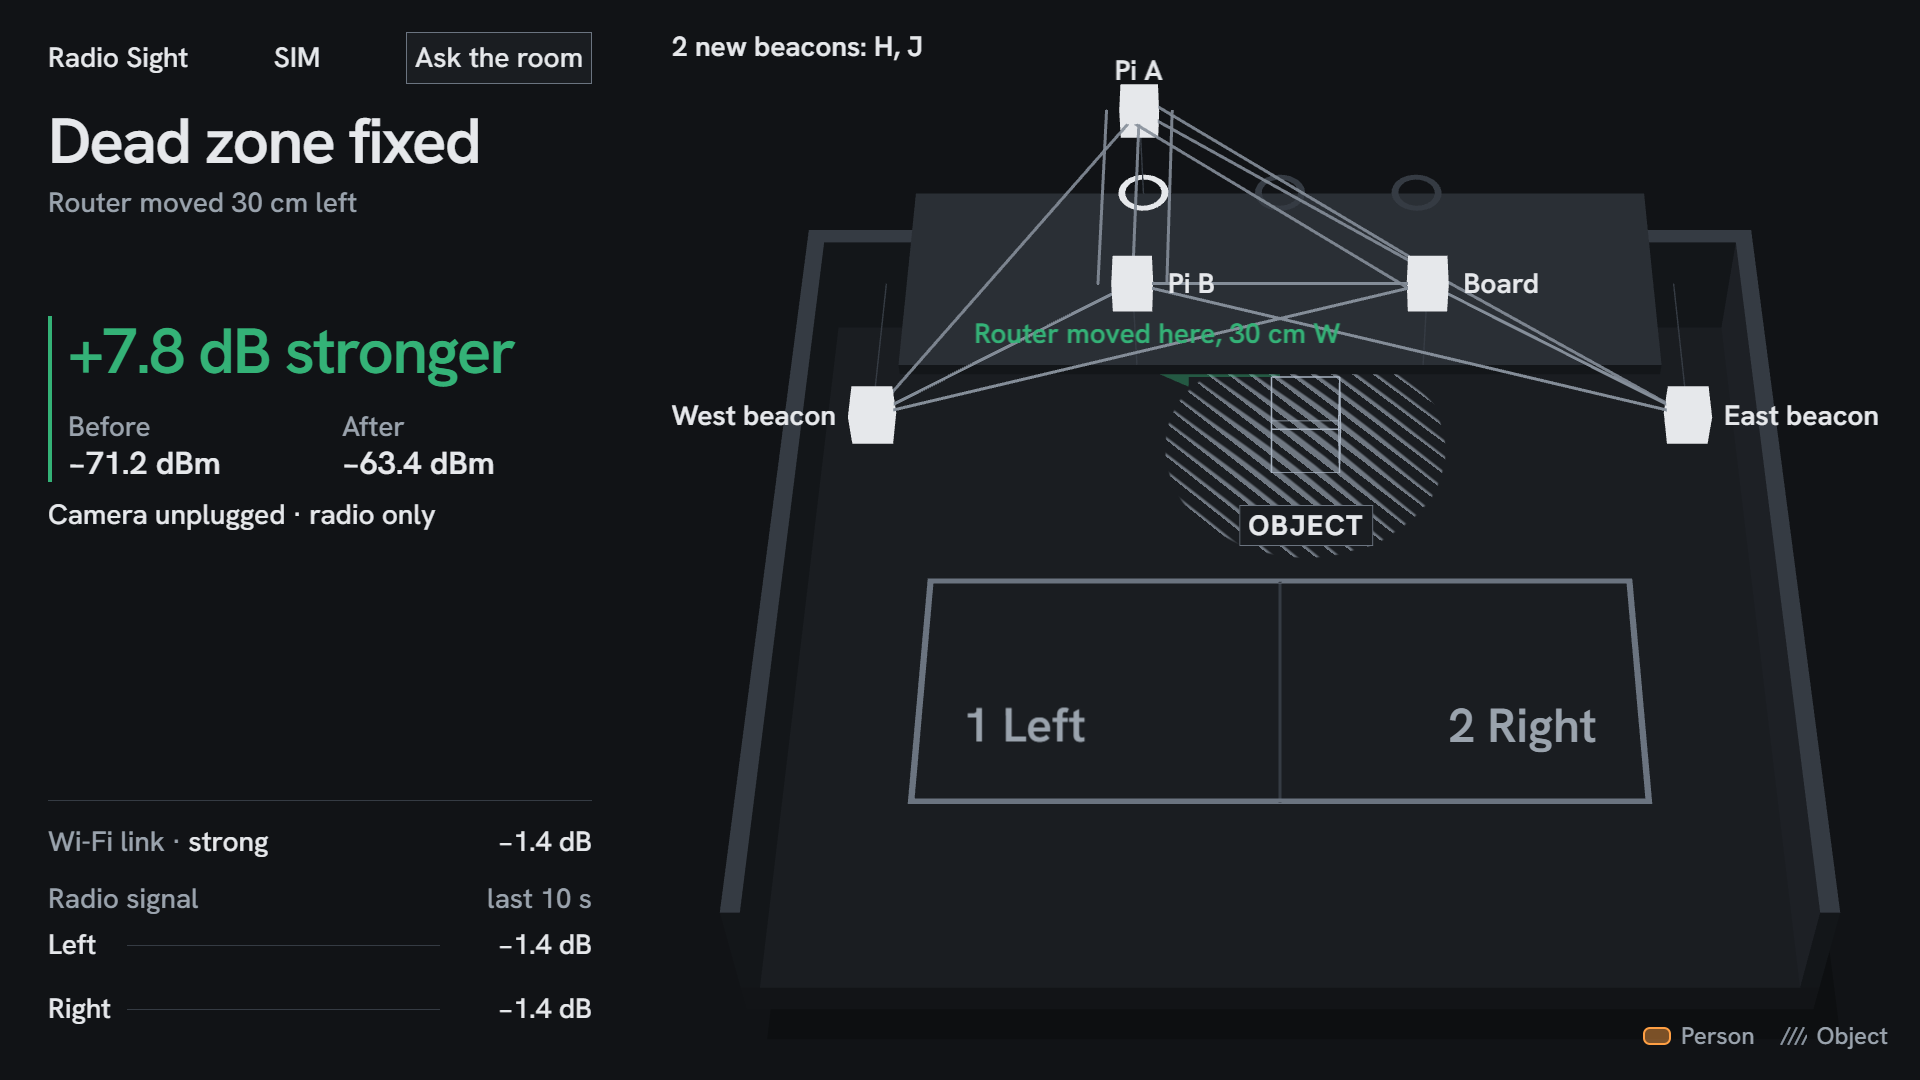 Radio Sight
SIM
Ask the room
Dead zone fixed
Router moved 30 cm left
+7.8 dB stronger
Before
After
−71.2 dBm
−63.4 dBm
Camera unplugged · radio only
Wi-Fi link · strong
−1.4 dB
Radio signal
last 10 s
Left
−1.4 dB
Right
−1.4 dB
2 new beacons: H, J
Pi A
Pi B
Board
Router moved here, 30 cm W
West beacon
East beacon
OBJECT
1 Left
2 Right
Person
Object